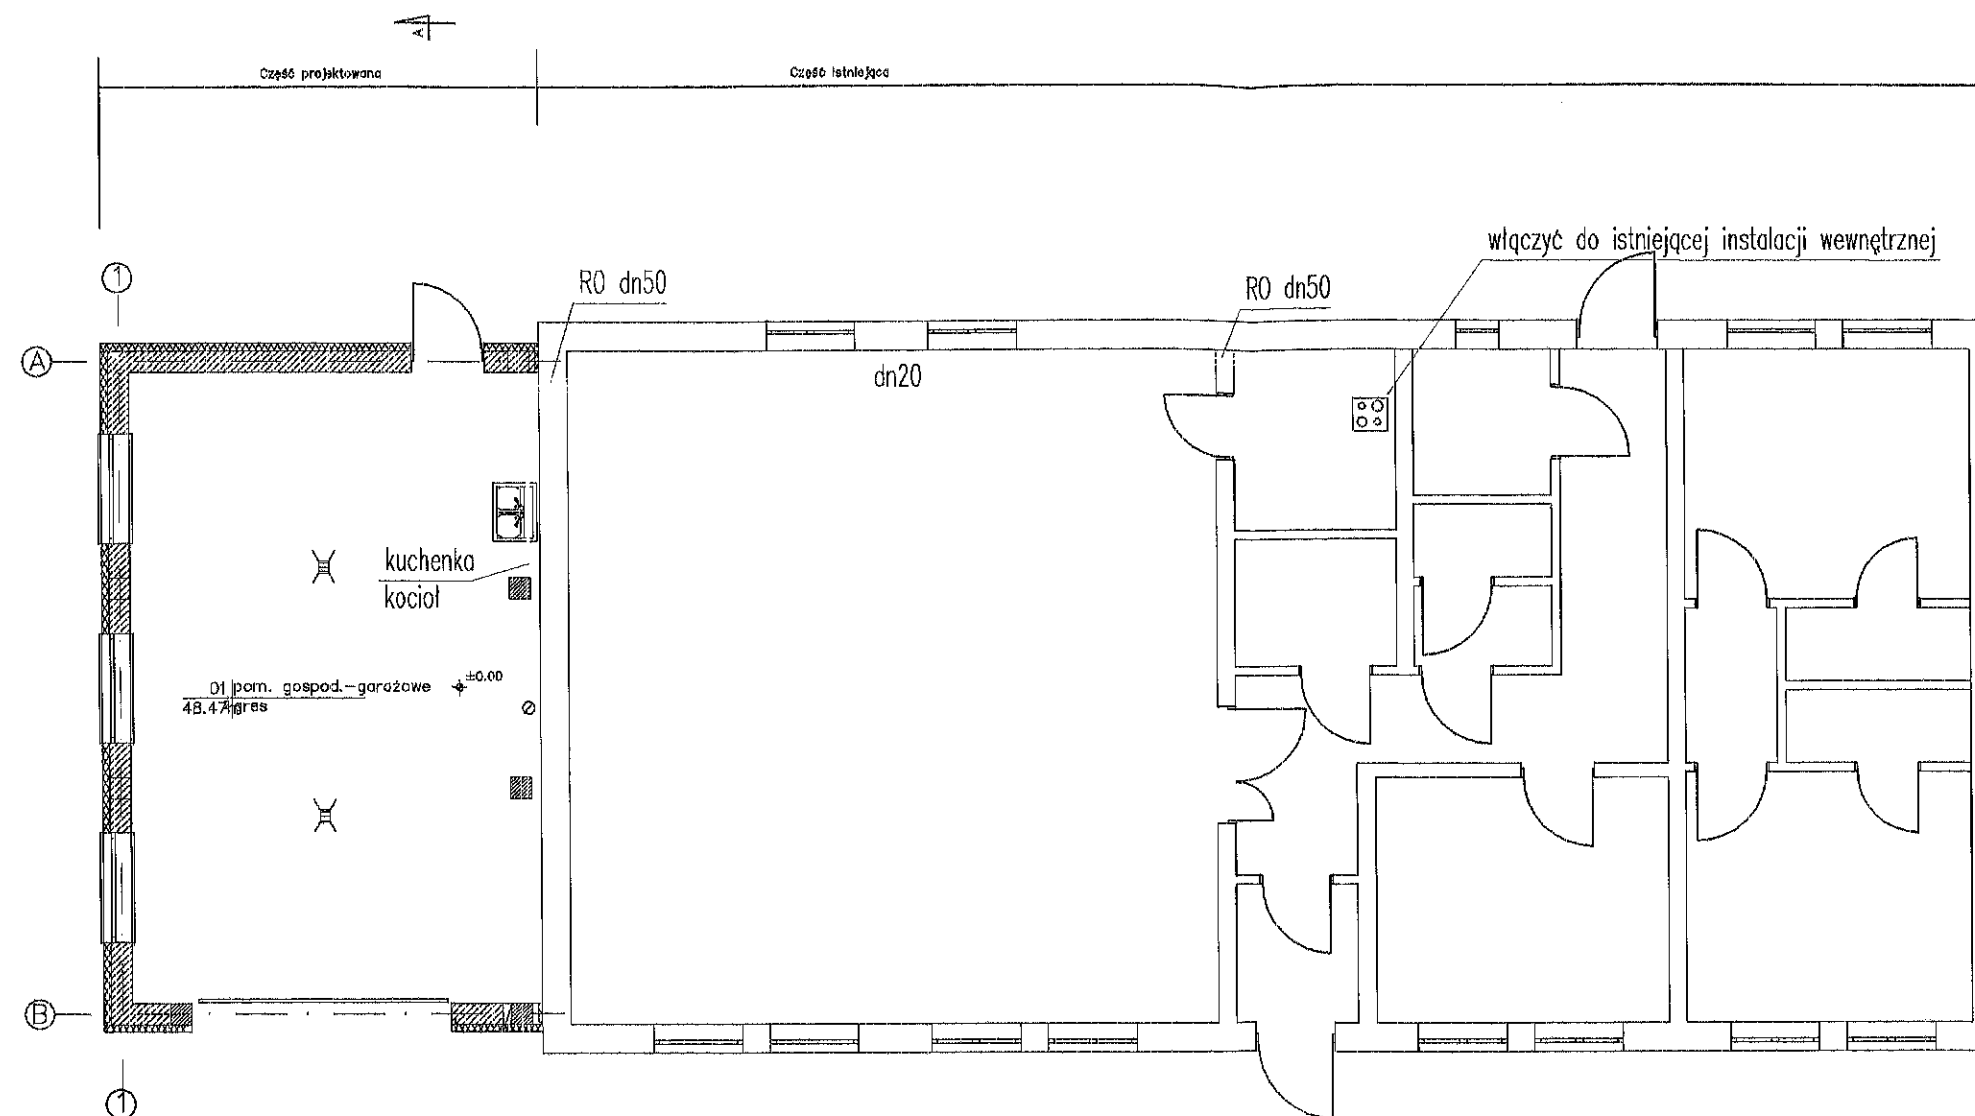 A
Część projektowana
Część istniejąca
włączyć do istniejącej instalacji wewnętrznej
1
RO dn50
RO dn50
A
dn20
kuchenka
kocioł
±0.00
01 pom. gospod.-garażowe
48.47 gres
B
1